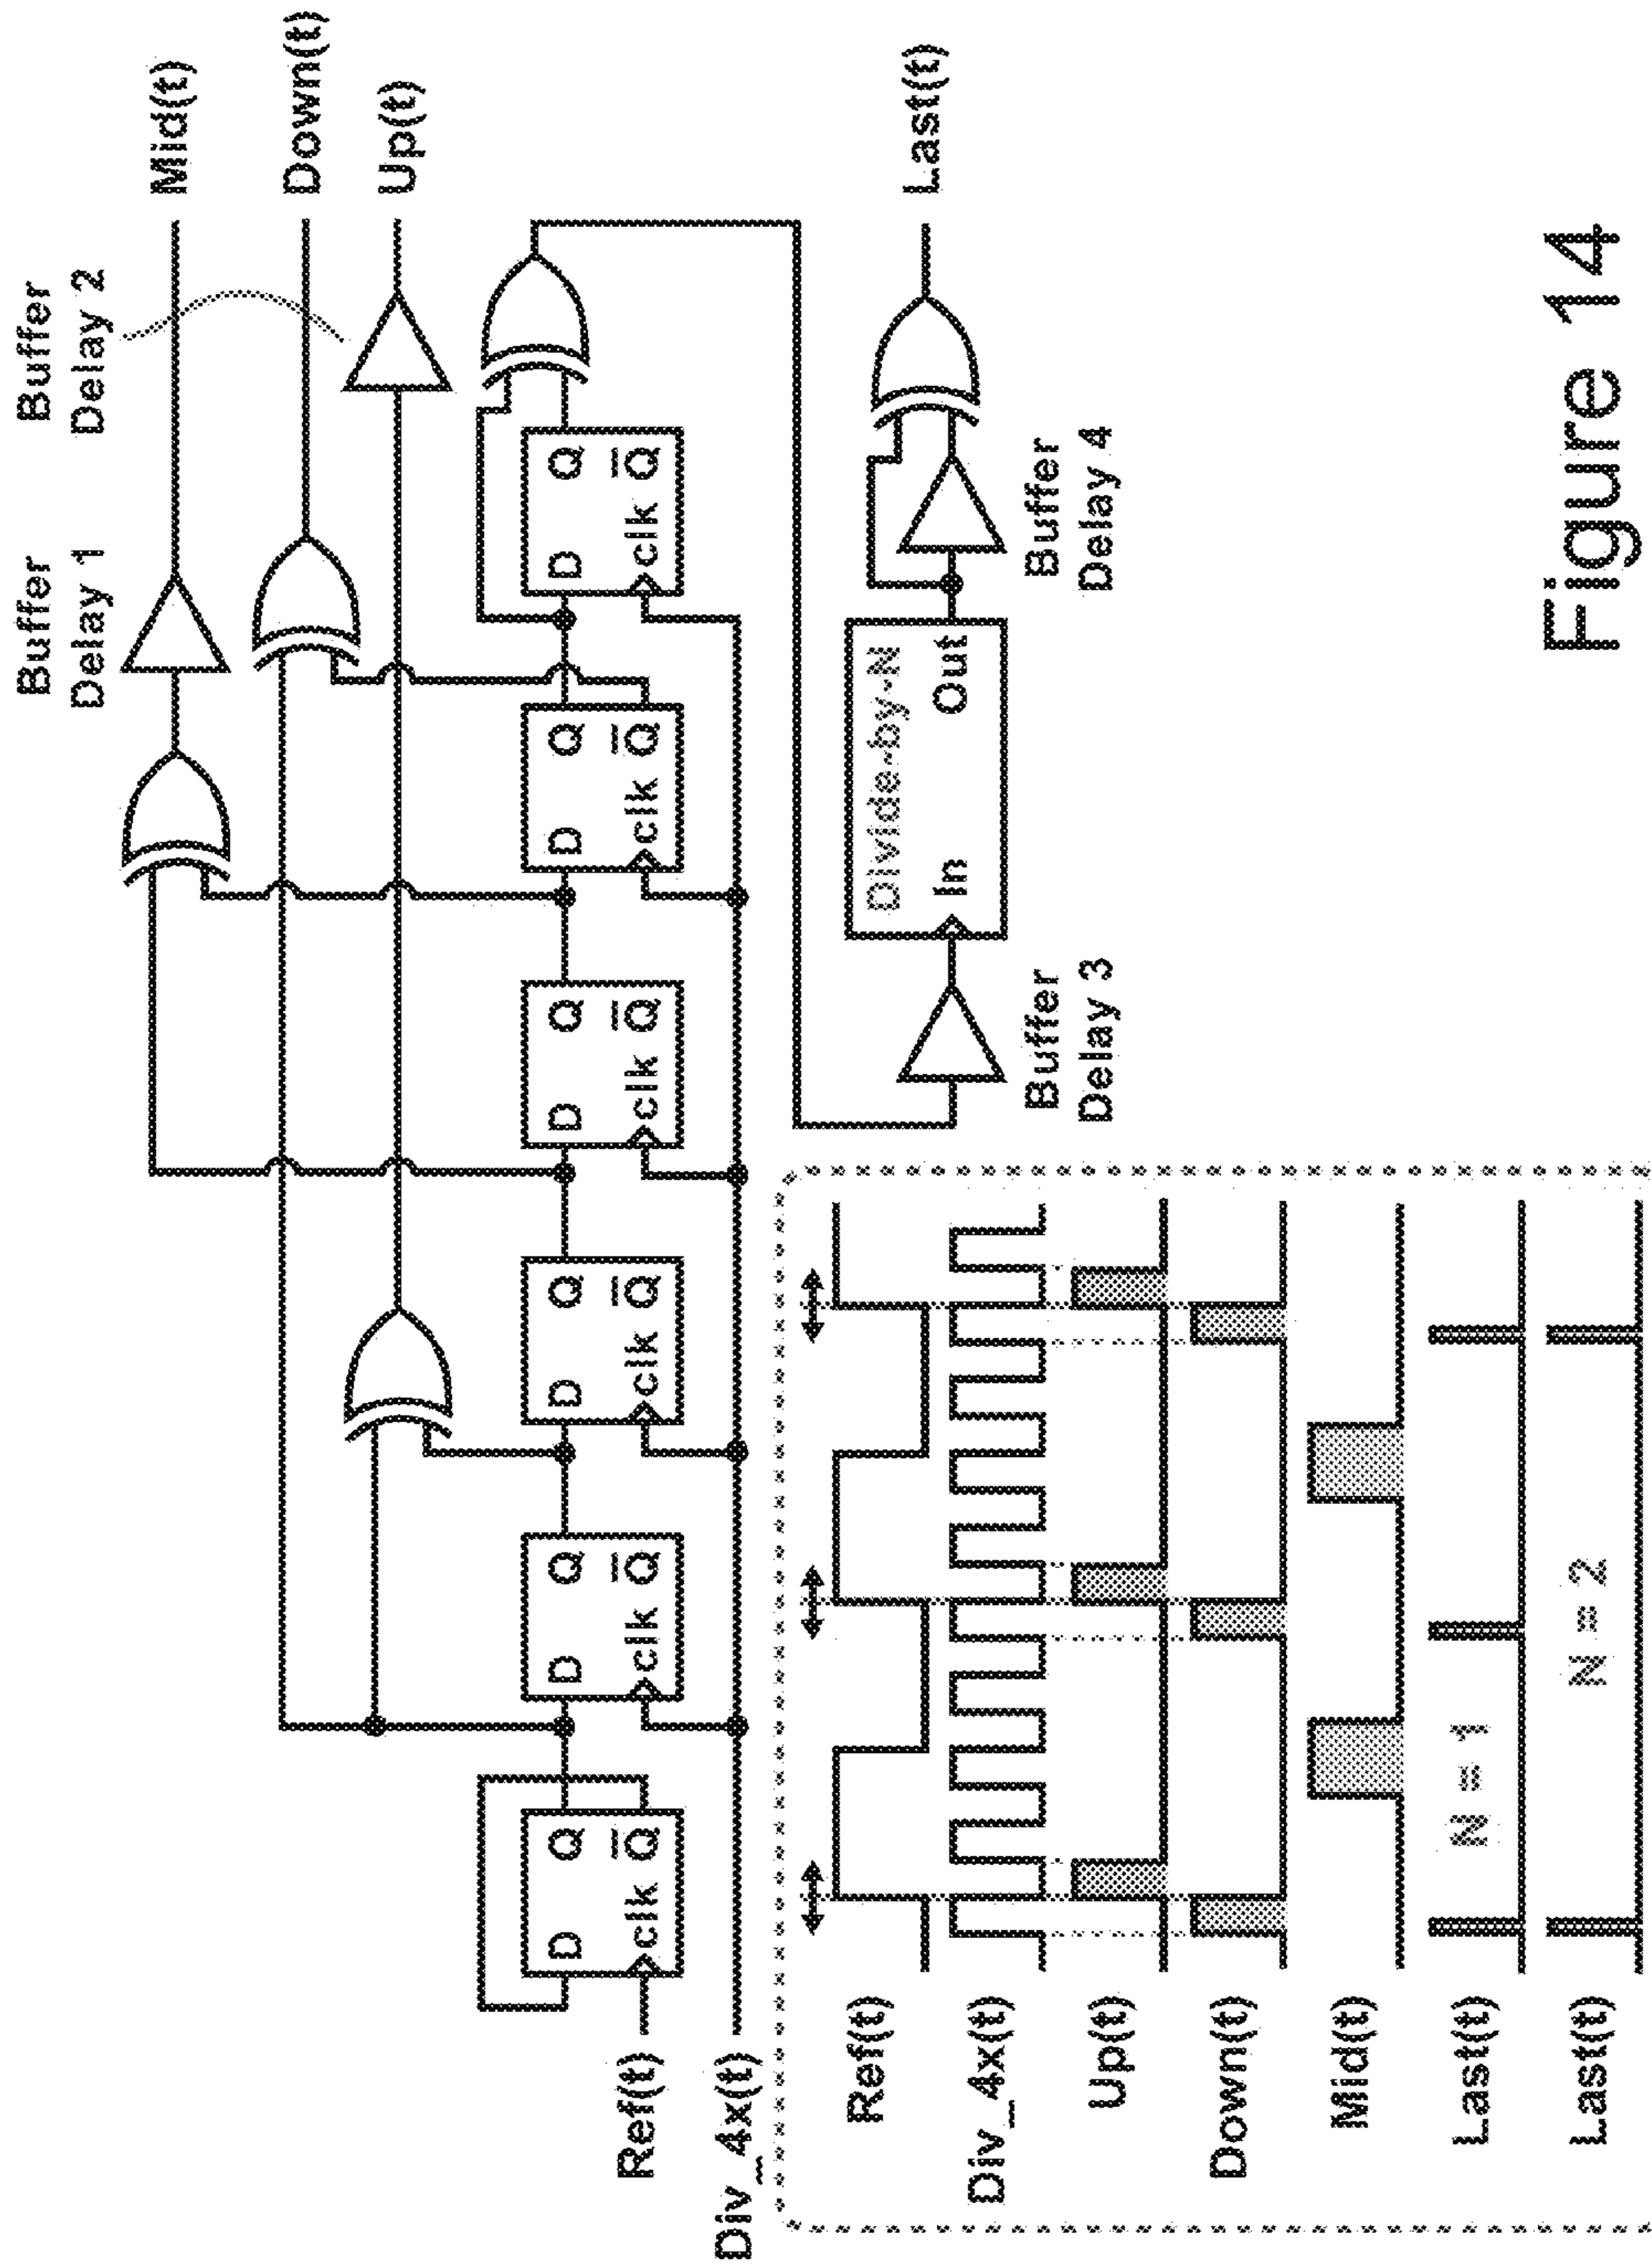 Buffer
Delay 1
Buffer
Delay 2
Mid(t)
Down(t)
Up(t)
D Q
clk Q̅
D Q
clk Q̅
D Q
clk Q̅
D Q
clk Q̅
D Q
clk Q̅
D Q
clk Q̅
Ref(t)
Div_4x(t)
Divide-by-N
In Out
Last(t)
Buffer
Delay 3
Buffer
Delay 4
Ref(t)
Div_4x(t)
Up(t)
Down(t)
Mid(t)
Last(t)
N = 1
Last(t)
N = 2
Figure 14